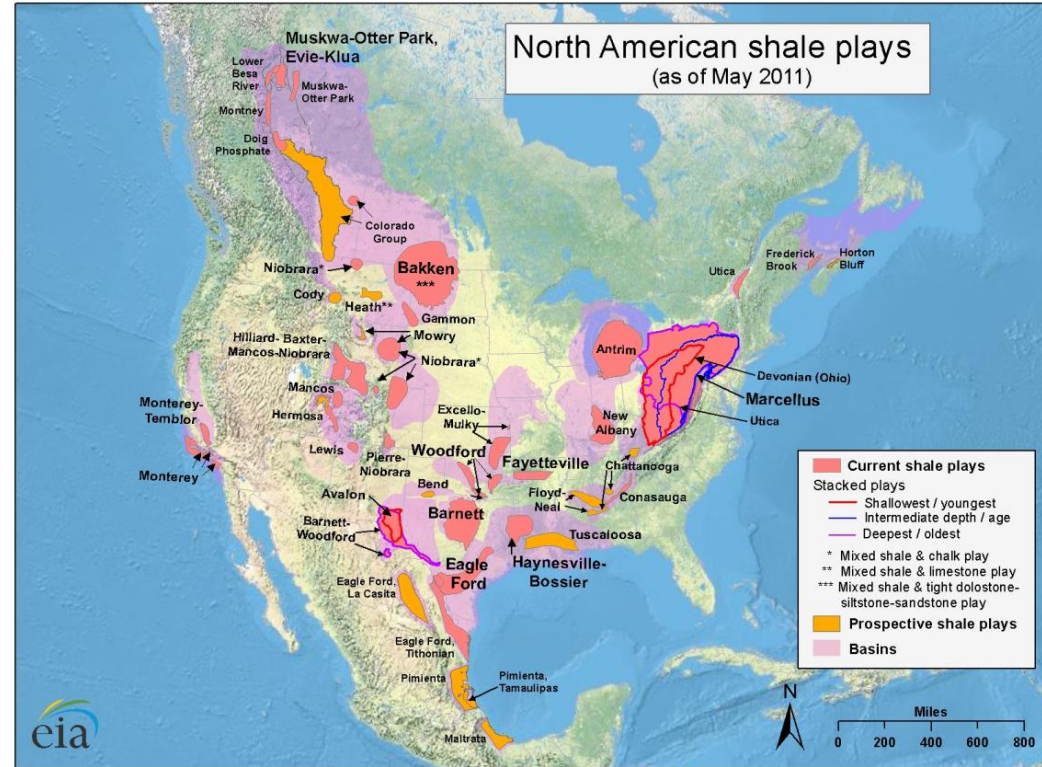 North American shale plays
(as of May 2011)
Muskwa-Otter Park,
Evie-Klua
Lower
Besa
River
Muskwa-
Otter Park
Montney
Doig
Phosphate
Colorado
Group
Niobrara*
Bakken
***
Cody
Heath**
Gammon
Mowry
Hilliard- Baxter-
Mancos-Niobrara
Niobrara*
Mancos
Hermosa
Monterey-
Temblor
Monterey
Lewis
Pierre-
Niobrara
Excello-
Mulky
Woodford
Bend
Fayetteville
Avalon
Barnett
Barnett-
Woodford
Eagle
Ford
Haynesville-
Bossier
Tuscaloosa
Floyd-
Neal
Conasauga
Chattanooga
New
Albany
Antrim
Devonian (Ohio)
Marcellus
Utica
Utica
Frederick
Brook
Horton
Bluff
Eagle Ford,
La Casita
Eagle Ford,
Tithonian
Pimienta
Pimienta,
Tamaulipas
Maltrata
Current shale plays
Stacked plays
Shallowest / youngest
Intermediate depth / age
Deepest / oldest
* Mixed shale & chalk play
** Mixed shale & limestone play
*** Mixed shale & tight dolostone-
siltstone-sandstone play
Prospective shale plays
Basins
N
Miles
0 200 400 600 800
eia